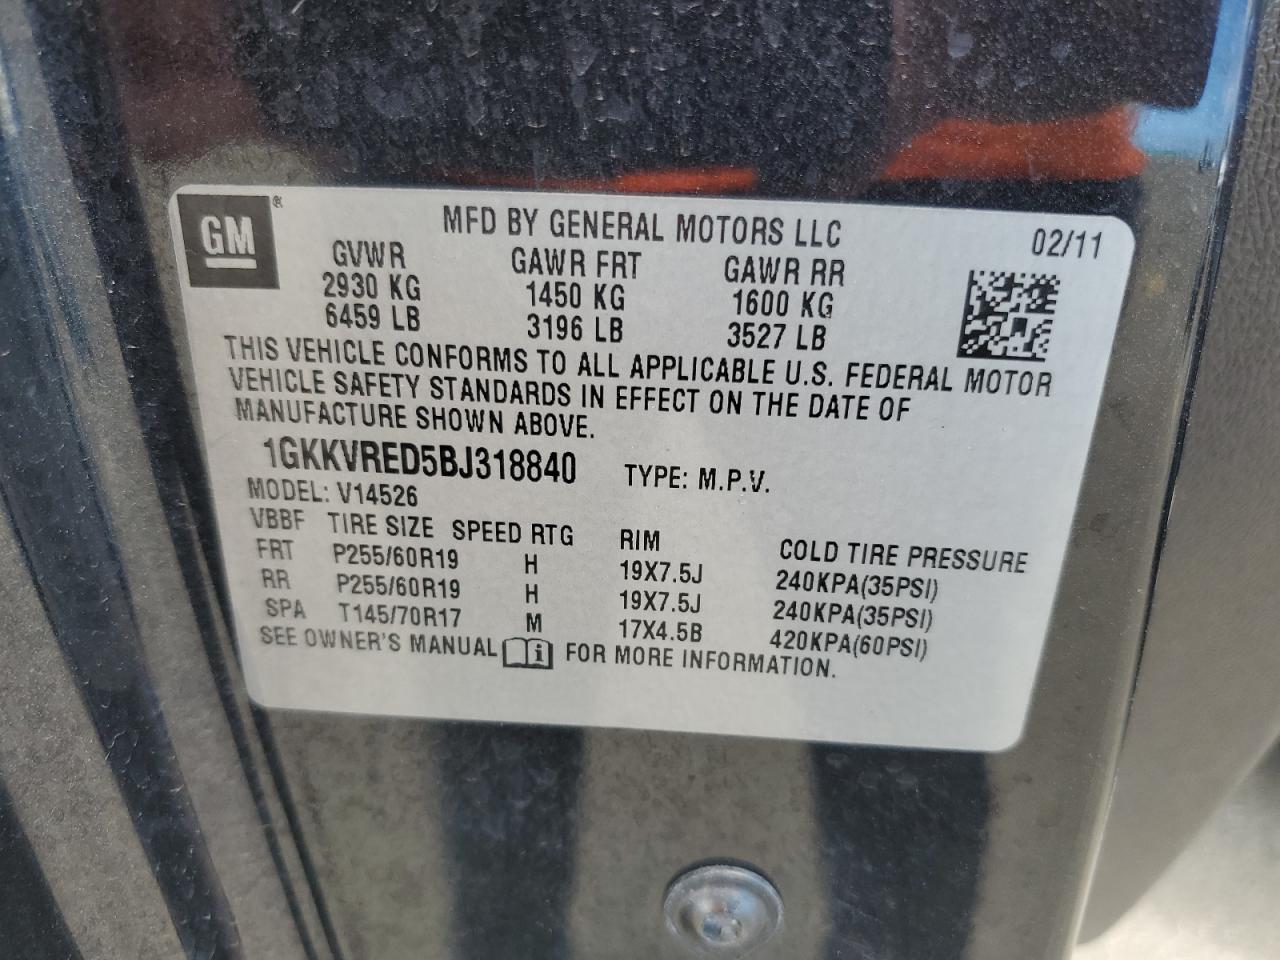 GM®
MFD BY GENERAL MOTORS LLC 02/11
GVWR GAWR FRT GAWR RR
2930 KG 1450 KG 1600 KG
6459 LB 3196 LB 3527 LB
THIS VEHICLE CONFORMS TO ALL APPLICABLE U.S. FEDERAL MOTOR
VEHICLE SAFETY STANDARDS IN EFFECT ON THE DATE OF
MANUFACTURE SHOWN ABOVE.
1GKKVRED5BJ318840 TYPE: M.P.V.
MODEL: V14526
VBBF TIRE SIZE SPEED RTG RIM COLD TIRE PRESSURE
FRT P255/60R19 H 19X7.5J 240KPA(35PSI)
RR P255/60R19 H 19X7.5J 240KPA(35PSI)
SPA T145/70R17 M 17X4.5B 420KPA(60PSI)
SEE OWNER'S MANUAL i FOR MORE INFORMATION.